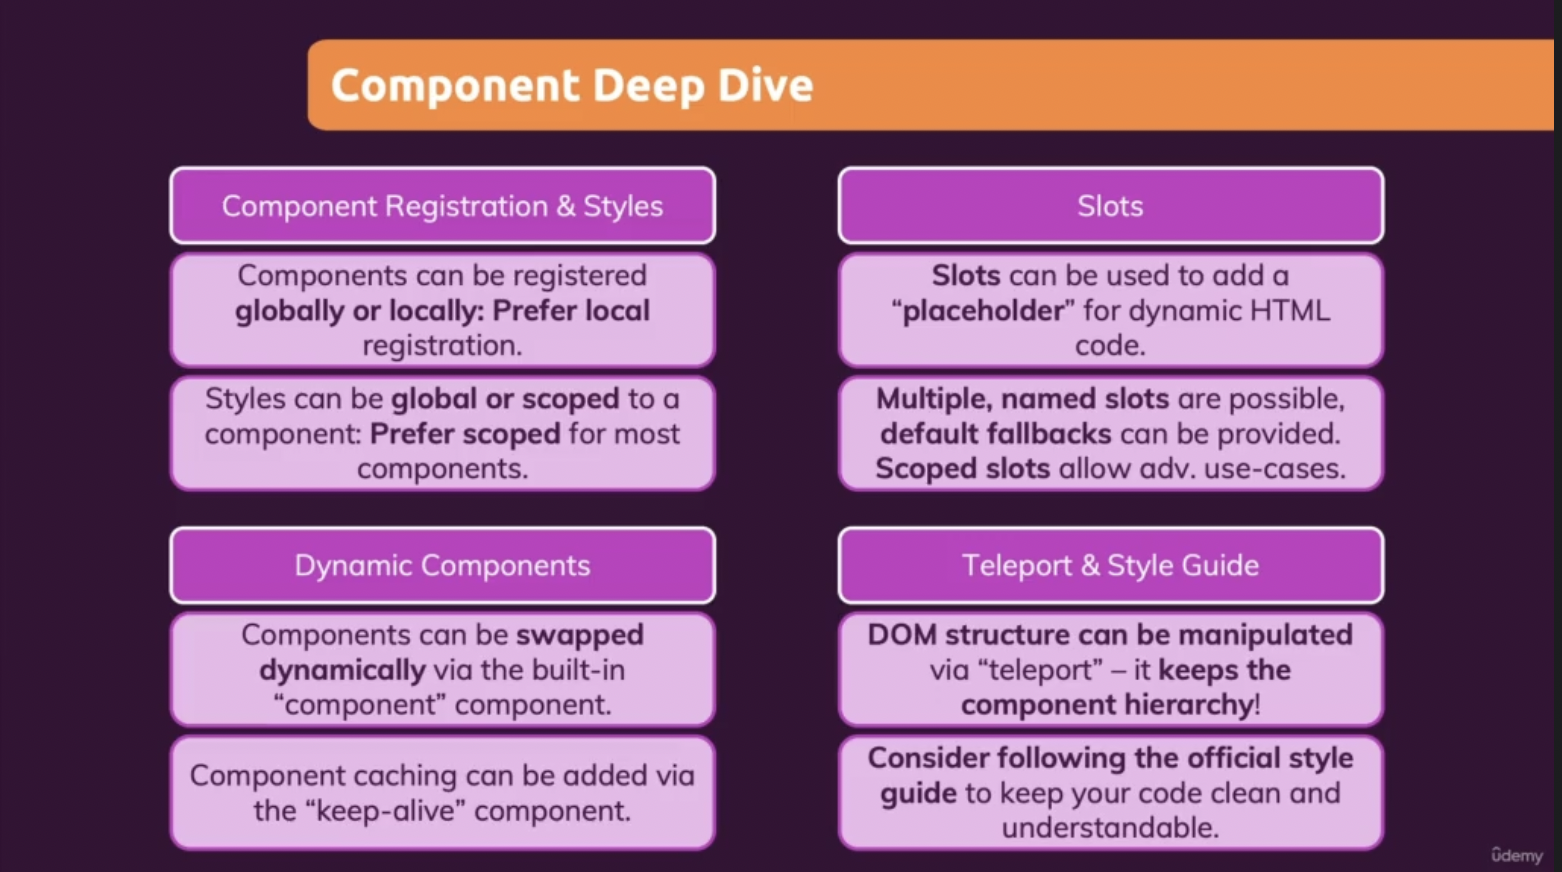 Component Deep Dive
Component Registration & Styles
Components can be registered
globally or locally: Prefer local
registration.
Styles can be global or scoped to a
component: Prefer scoped for most
components.
Slots
Slots can be used to add a
“placeholder” for dynamic HTML
code.
Multiple, named slots are possible,
default fallbacks can be provided.
Scoped slots allow adv. use-cases.
Dynamic Components
Components can be swapped
dynamically via the built-in
“component” component.
Component caching can be added via
the “keep-alive” component.
Teleport & Style Guide
DOM structure can be manipulated
via “teleport” – it keeps the
component hierarchy!
Consider following the official style
guide to keep your code clean and
understandable.
ûdemy